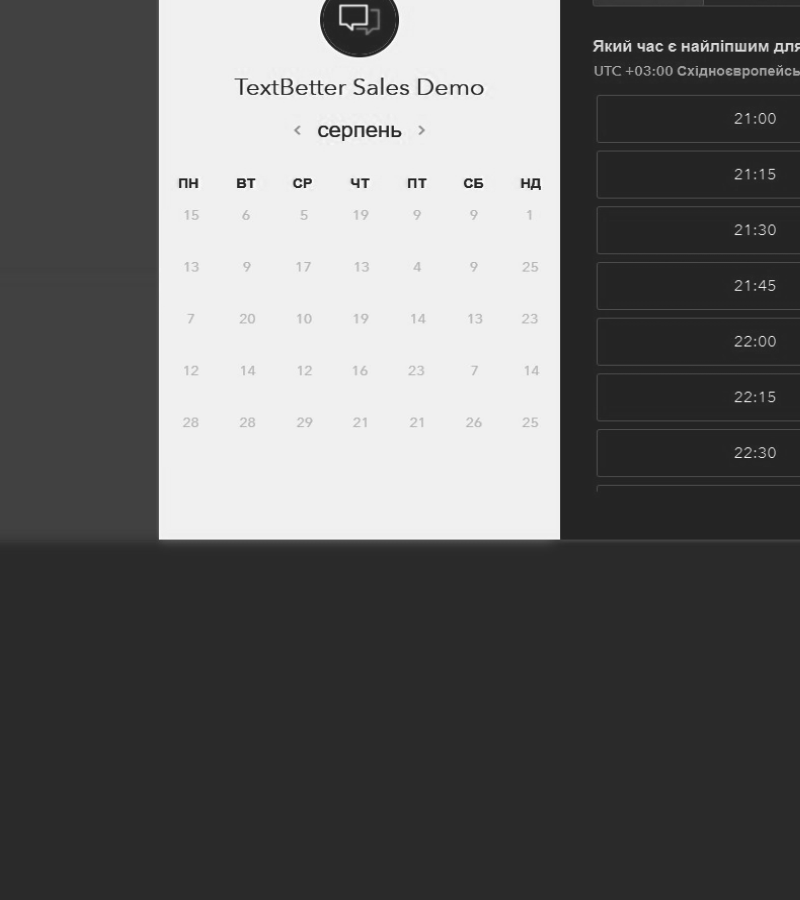 TextBetter Sales Demo
‹ серпень ›
ПН ВТ СР ЧТ ПТ СБ НД
15 6 5 19 9 9 1
13 9 17 13 4 9 25
7 20 10 19 14 13 23
12 14 12 16 23 7 14
28 28 29 21 21 26 25
Який час є найліпшим для
UTC +03:00 Східноєвропейсь
21:00
21:15
21:30
21:45
22:00
22:15
22:30